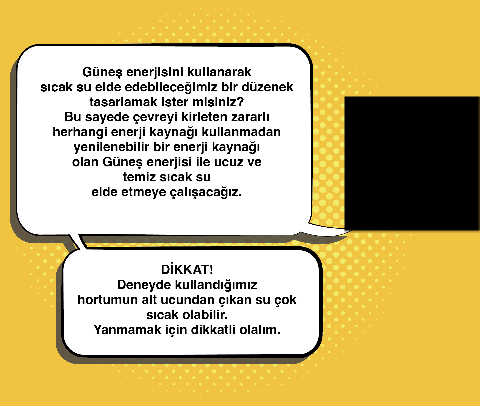 Güneş enerjisini kullanarak
sıcak su elde edebileceğimiz bir düzenek
tasarlamak ister misiniz?
Bu sayede çevreyi kirleten zararlı
herhangi enerji kaynağı kullanmadan
yenilenebilir bir enerji kaynağı
olan Güneş enerjisi ile ucuz ve
temiz sıcak su
elde etmeye çalışacağız.
DİKKAT!
Deneyde kullandığımız
hortumun alt ucundan çıkan su çok
sıcak olabilir.
Yanmamak için dikkatli olalım.